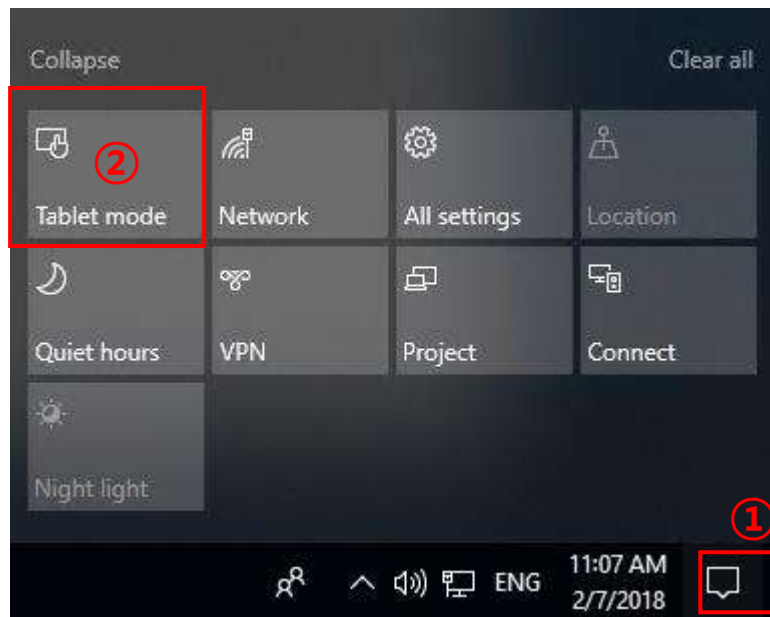 Collapse Clear all
②
Tablet mode Network All settings Location
Quiet hours VPN Project Connect
Night light
①
ENG 11:07 AM
2/7/2018